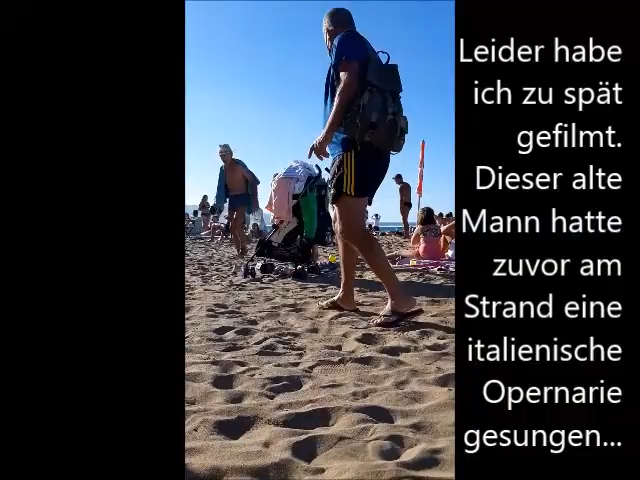 Leider habe
ich zu spät
gefilmt.
Dieser alte
Mann hatte
zuvor am
Strand eine
italienische
Opernarie
gesungen...